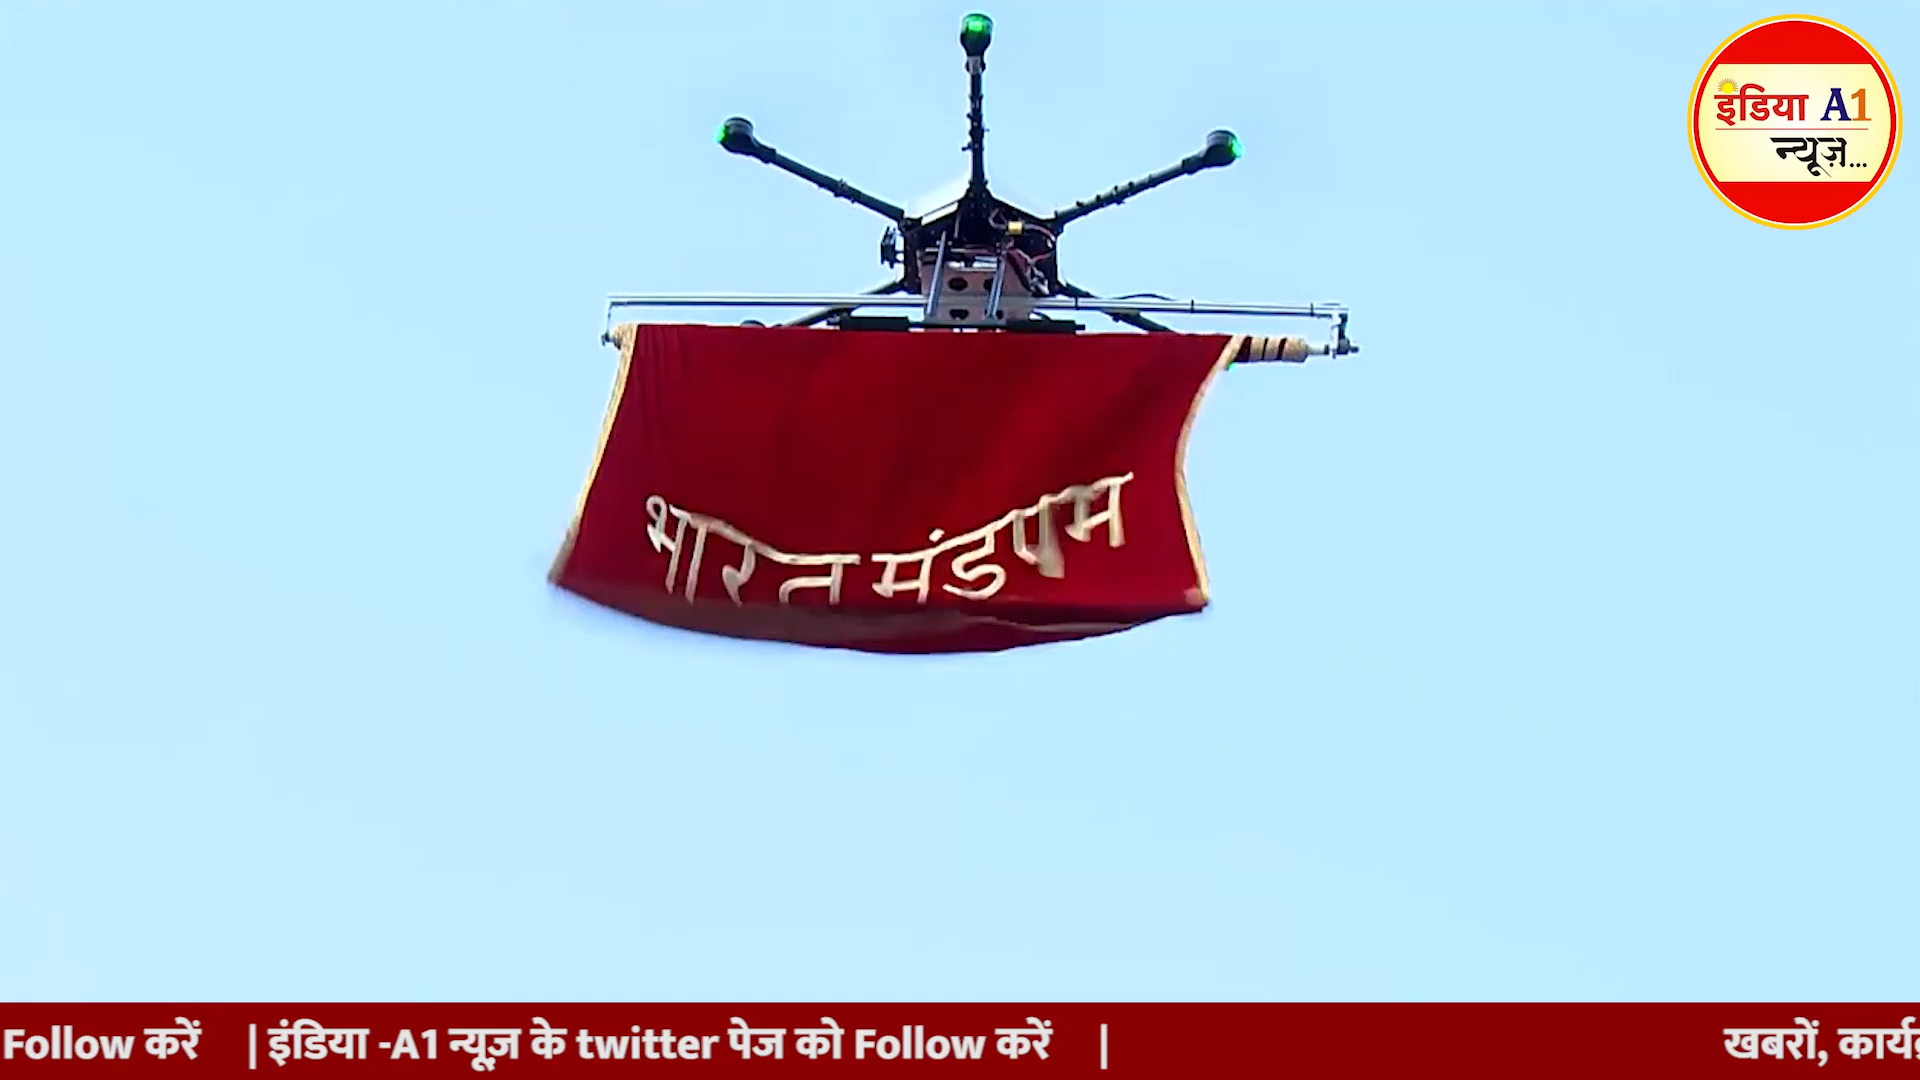 इंडिया A1
न्यूज़...
भारत मंडपम
Follow करें | इंडिया -A1 न्यूज़ के twitter पेज को Follow करें | खबरों,